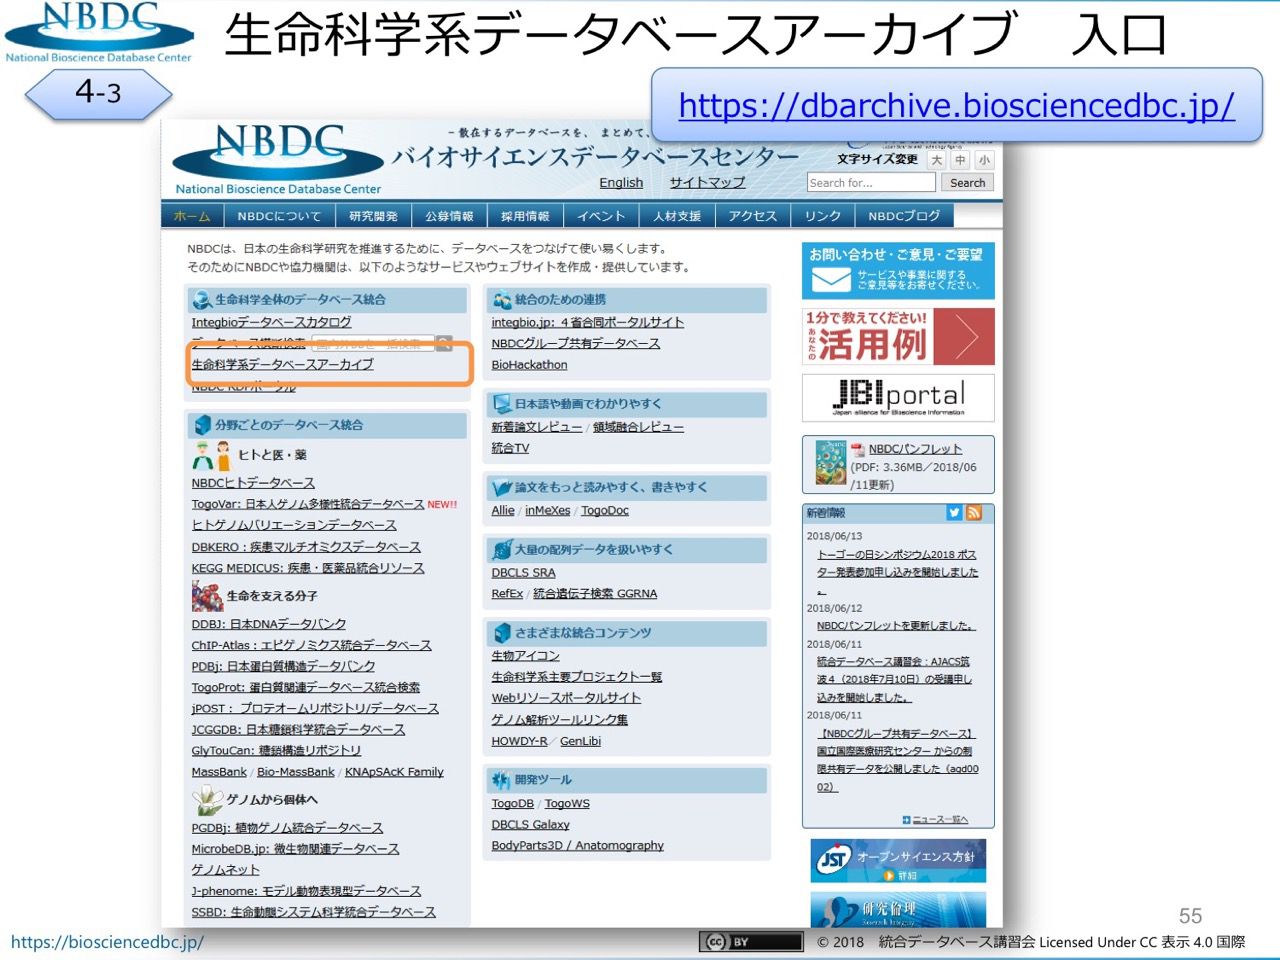 NBDC
National Bioscience Database Center
生命科学系データベースアーカイブ 入口
4-3
https://dbarchive.biosciencedbc.jp/
NBDC
National Bioscience Database Center
－散在するデータベースを、まとめて、
バイオサイエンスデータベースセンター
English サイトマップ
文字サイズ変更 大 中 小
Search for... Search
ホーム NBDCについて 研究開発 公募情報 採用情報 イベント 人材支援 アクセス リンク NBDCブログ
NBDCは、日本の生命科学研究を推進するために、データベースをつなげて使い易くします。
そのためにNBDCや協力機関は、以下のようなサービスやウェブサイトを作成・提供しています。
生命科学全体のデータベース統合
Integbioデータベースカタログ
データベース横断検索 国内外DBを一括検索
生命科学系データベースアーカイブ
NBDC RDFポータル
分野ごとのデータベース統合
ヒトと医・薬
NBDCヒトデータベース
TogoVar: 日本人ゲノム多様性統合データベース NEW!!
ヒトゲノムバリエーションデータベース
DBKERO：疾患マルチオミクスデータベース
KEGG MEDICUS: 疾患・医薬品統合リソース
生命を支える分子
DDBJ: 日本DNAデータバンク
ChIP-Atlas：エピゲノミクス統合データベース
PDBj: 日本蛋白質構造データバンク
TogoProt: 蛋白質関連データベース統合検索
jPOST： プロテオームリポジトリ/データベース
JCGGDB: 日本糖鎖科学統合データベース
GlyTouCan: 糖鎖構造リポジトリ
MassBank / Bio-MassBank / KNApSAcK Family
ゲノムから個体へ
PGDBj: 植物ゲノム統合データベース
MicrobeDB.jp: 微生物関連データベース
ゲノムネット
J-phenome: モデル動物表現型データベース
SSBD: 生命動態システム科学統合データベース
統合のための連携
integbio.jp: ４省合同ポータルサイト
NBDCグループ共有データベース
BioHackathon
日本語や動画でわかりやすく
新着論文レビュー / 領域融合レビュー
統合TV
論文をもっと読みやすく、書きやすく
Allie / inMeXes / TogoDoc
大量の配列データを扱いやすく
DBCLS SRA
RefEx / 統合遺伝子検索 GGRNA
さまざまな統合コンテンツ
生物アイコン
生命科学系主要プロジェクト一覧
Webリソースポータルサイト
ゲノム解析ツールリンク集
HOWDY-R／ GenLibi
開発ツール
TogoDB / TogoWS
DBCLS Galaxy
BodyParts3D / Anatomography
お問い合わせ・ご意見・ご要望
サービスや事業に関する
ご意見等をお寄せください。
1分で教えてください!
あなたの
活用例
JBIportal
Japan alliance for Bioscience Information
NBDCパンフレット
(PDF: 3.36MB／2018/06
/11更新)
新着情報
2018/06/13
トーゴーの日シンポジウム2018 ポス
ター発表参加申し込みを開始しました
。
2018/06/12
NBDCパンフレットを更新しました。
2018/06/11
統合データベース講習会：AJACS筑
波４（2018年7月10日）の受講申し
込みを開始しました。
2018/06/11
【NBDCグループ共有データベース】
国立国際医療研究センター からの制
限共有データを公開しました（agd00
02）
ニュース一覧へ
JST オープンサイエンス方針
詳細
研究倫理
Research Integrity
https://biosciencedbc.jp/
cc BY
© 2018 統合データベース講習会 Licensed Under CC 表示 4.0 国際
55